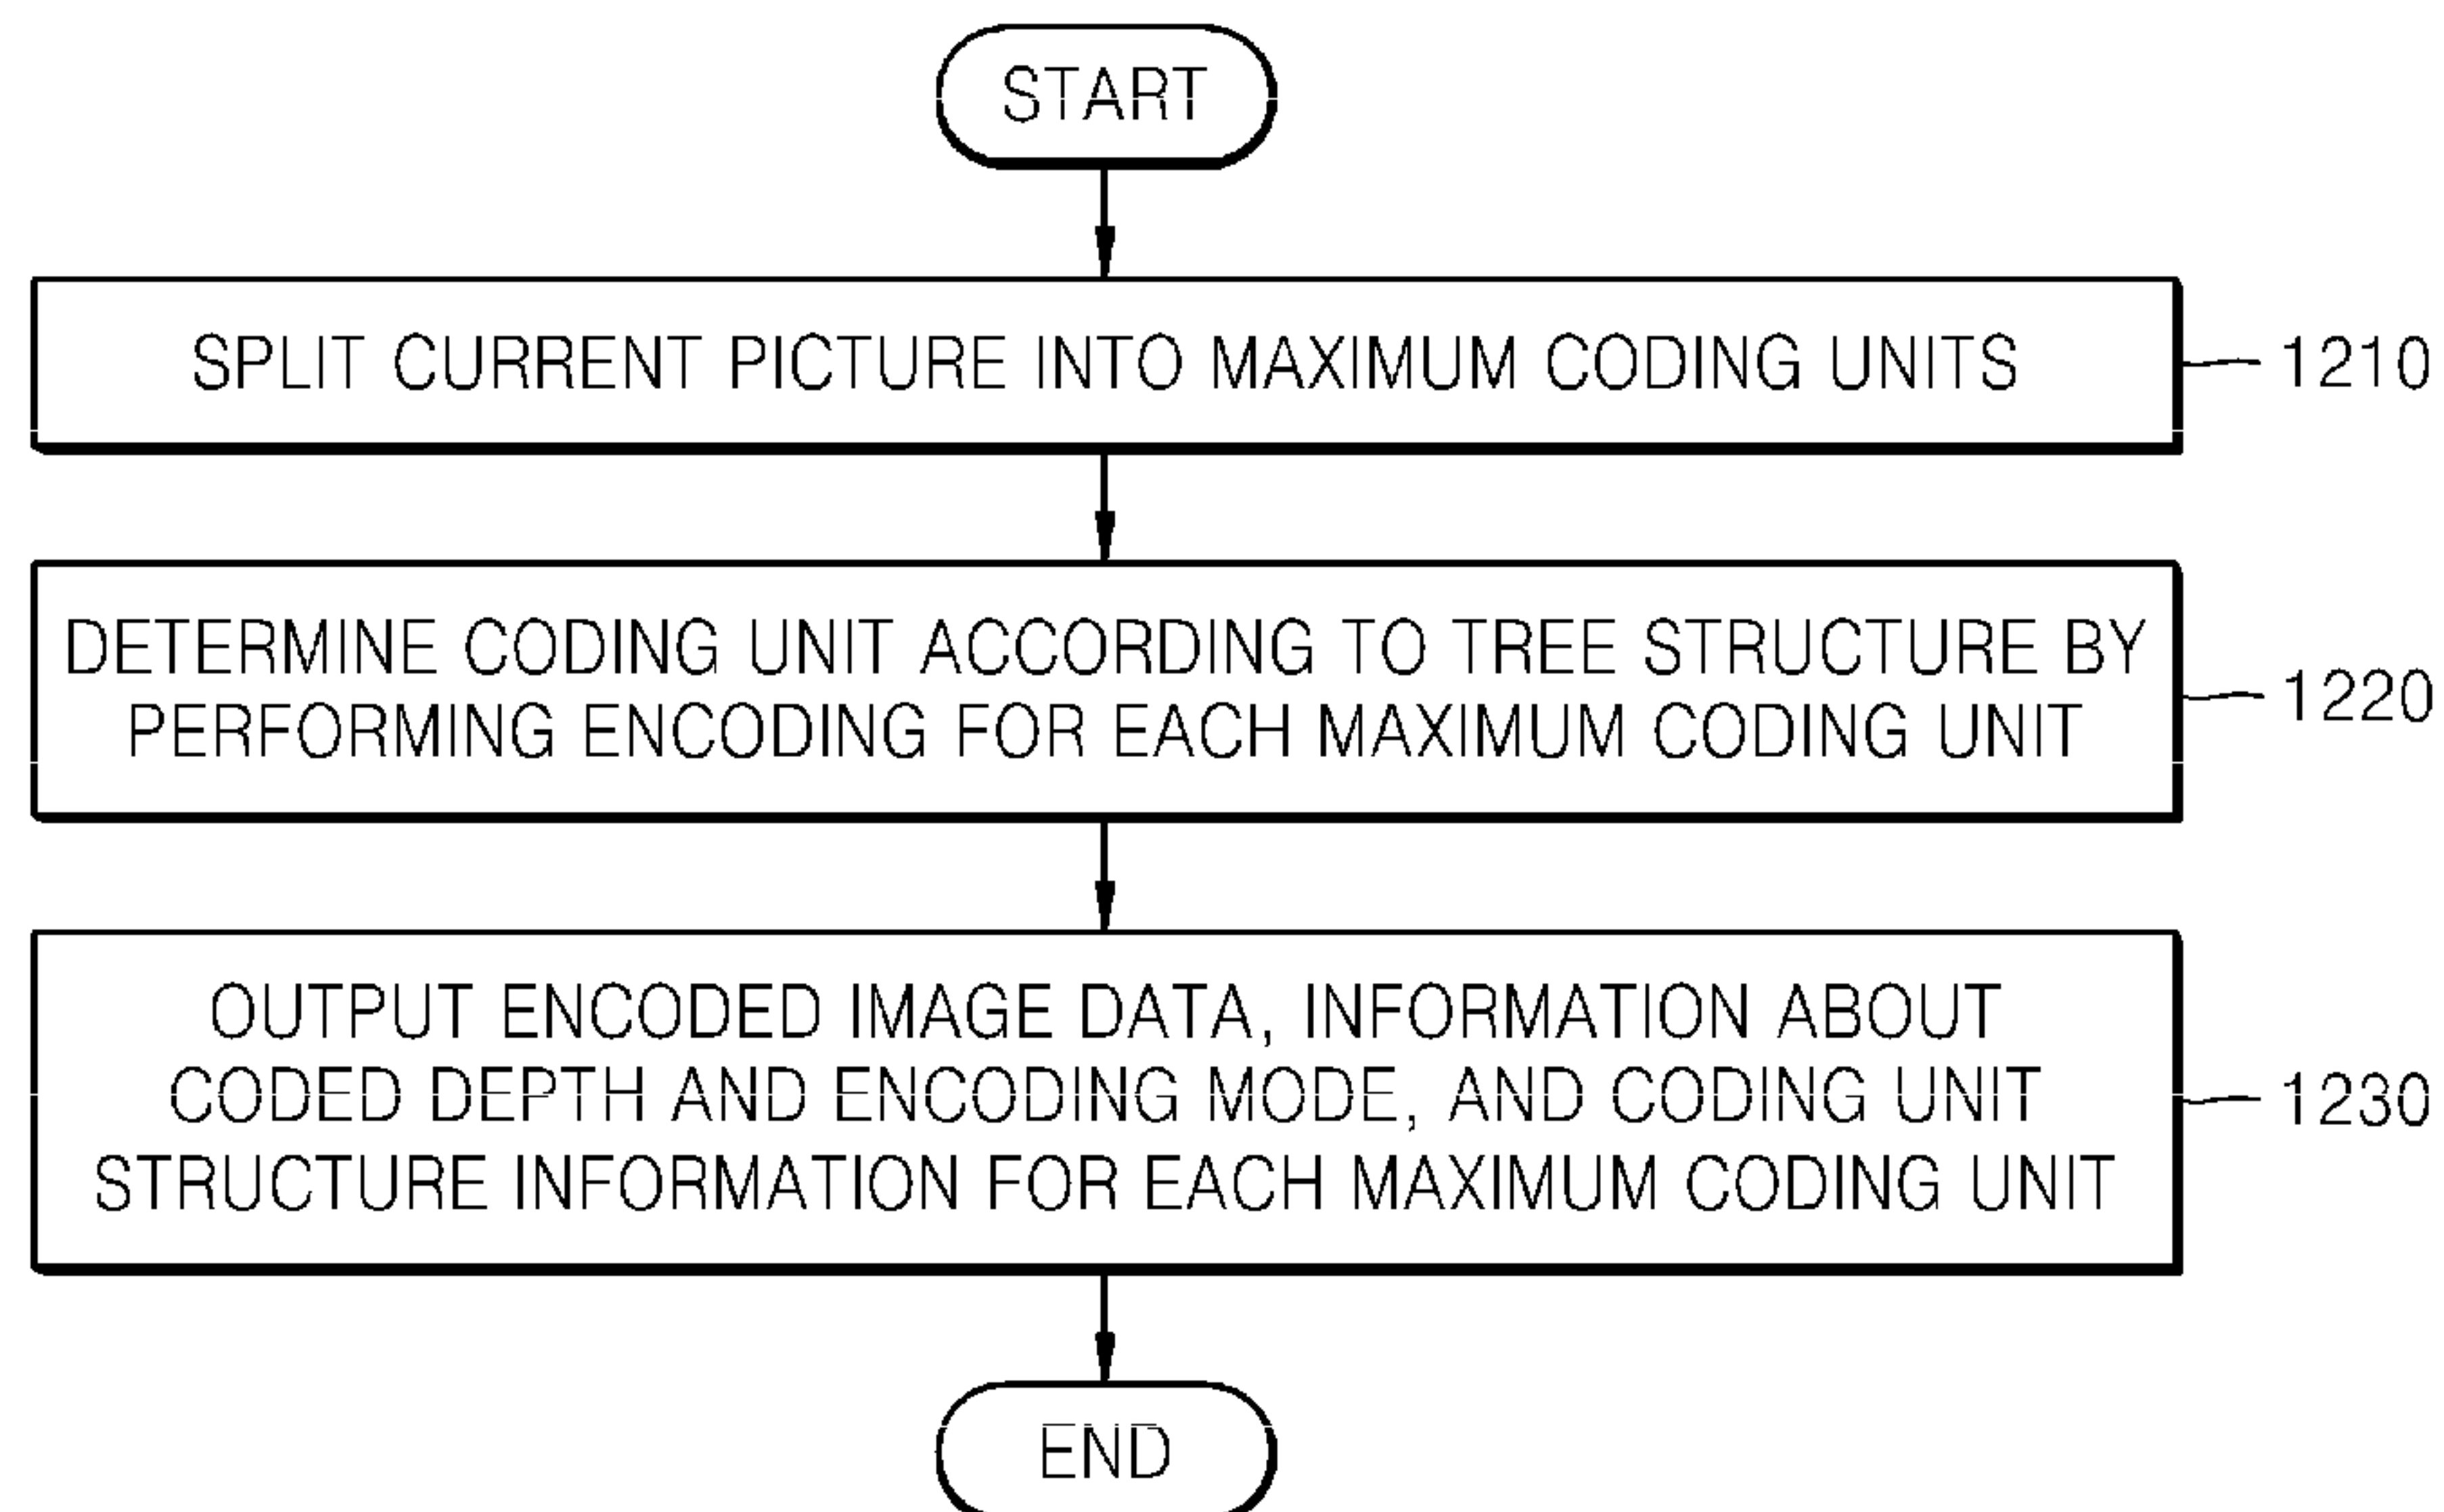 START
SPLIT CURRENT PICTURE INTO MAXIMUM CODING UNITS
1210
DETERMINE CODING UNIT ACCORDING TO TREE STRUCTURE BY
PERFORMING ENCODING FOR EACH MAXIMUM CODING UNIT
1220
OUTPUT ENCODED IMAGE DATA, INFORMATION ABOUT
CODED DEPTH AND ENCODING MODE, AND CODING UNIT
STRUCTURE INFORMATION FOR EACH MAXIMUM CODING UNIT
1230
END